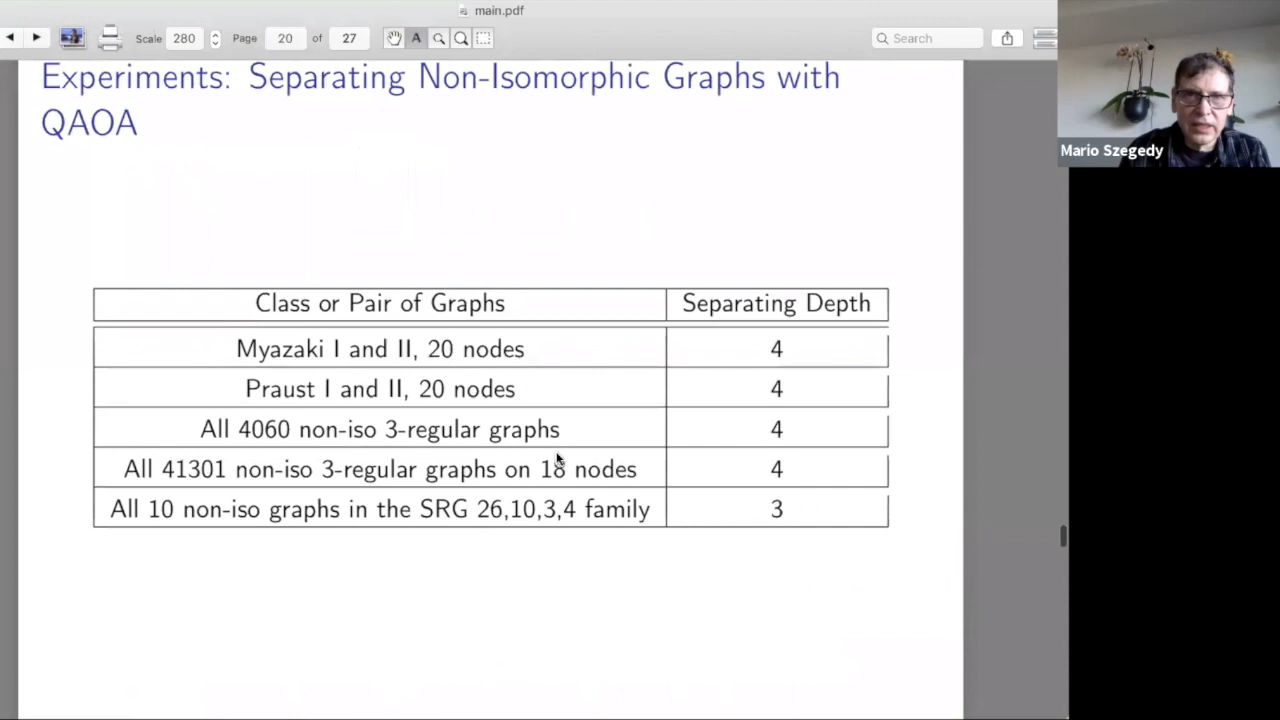 main.pdf
Scale 280 Page 20 of 27 A Search
Experiments: Separating Non-Isomorphic Graphs with
QAOA
Mario Szegedy
Class or Pair of Graphs Separating Depth
Myazaki I and II, 20 nodes 4
Praust I and II, 20 nodes 4
All 4060 non-iso 3-regular graphs 4
All 41301 non-iso 3-regular graphs on 18 nodes 4
All 10 non-iso graphs in the SRG 26,10,3,4 family 3